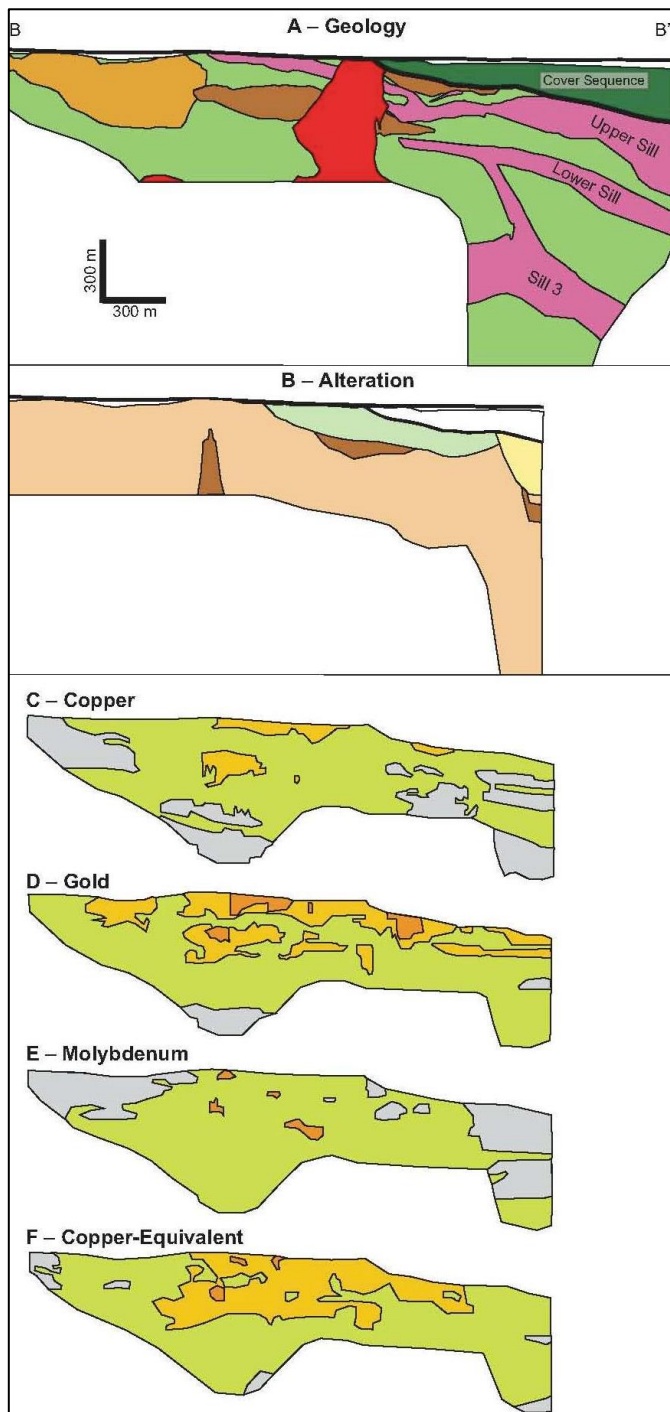 B A – Geology B'
Cover Sequence
Upper Sill
Lower Sill
Sill 3
300 m
300 m
B – Alteration
C – Copper
D – Gold
E – Molybdenum
F – Copper-Equivalent